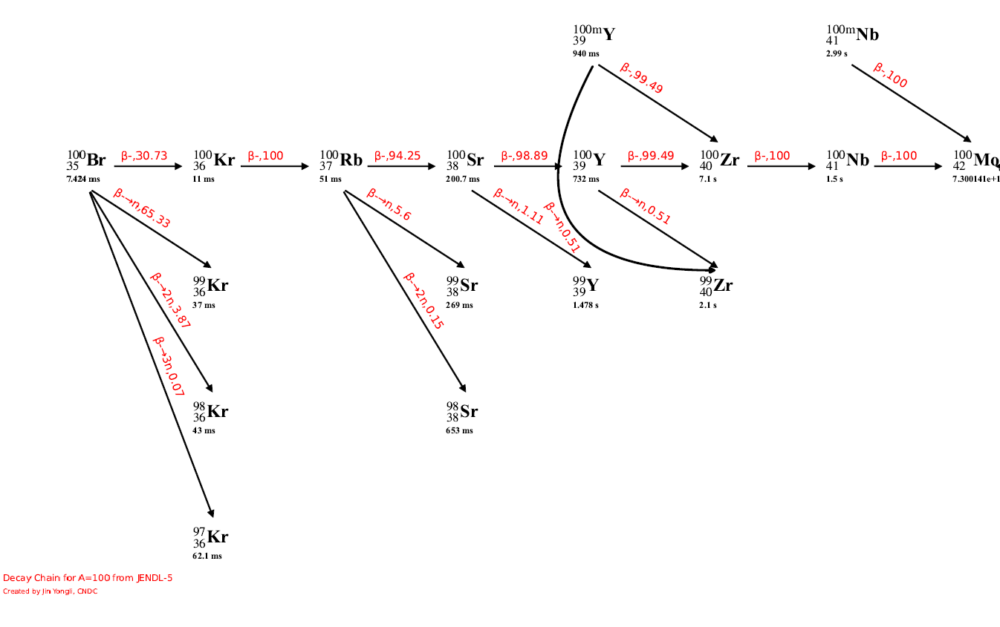 100m 39 Y
940 ms
100m 41 Nb
2.99 s
β-,99.49
β-,100
100 35 Br
7.424 ms
β-,30.73
100 36 Kr
11 ms
β-,100
100 37 Rb
51 ms
β-,94.25
100 38 Sr
200.7 ms
β-,98.89
100 39 Y
732 ms
β-,99.49
100 40 Zr
7.1 s
β-,100
100 41 Nb
1.5 s
β-,100
100 42 Mo
7.300141e+1
β-→n,65.33
β-→2n,3.87
β-→3n,0.07
β-→n,5.6
β-→2n,0.15
β-→n,1.11
β-→n,0.51
β-→n,0.51
99 36 Kr
37 ms
99 38 Sr
269 ms
99 39 Y
1.478 s
99 40 Zr
2.1 s
98 36 Kr
43 ms
98 38 Sr
653 ms
97 36 Kr
62.1 ms
Decay Chain for A=100 from JENDL-5
Created by Jin Yongli, CNDC